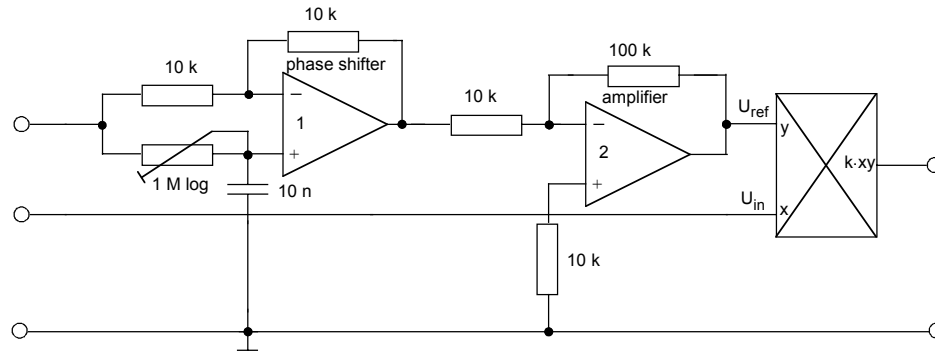 10 k
100 k
10 k
phase shifter
10 k
amplifier
U_ref
−
1
−
y
2
k·xy
+
+
1 M log
10 n
U_in
x
10 k